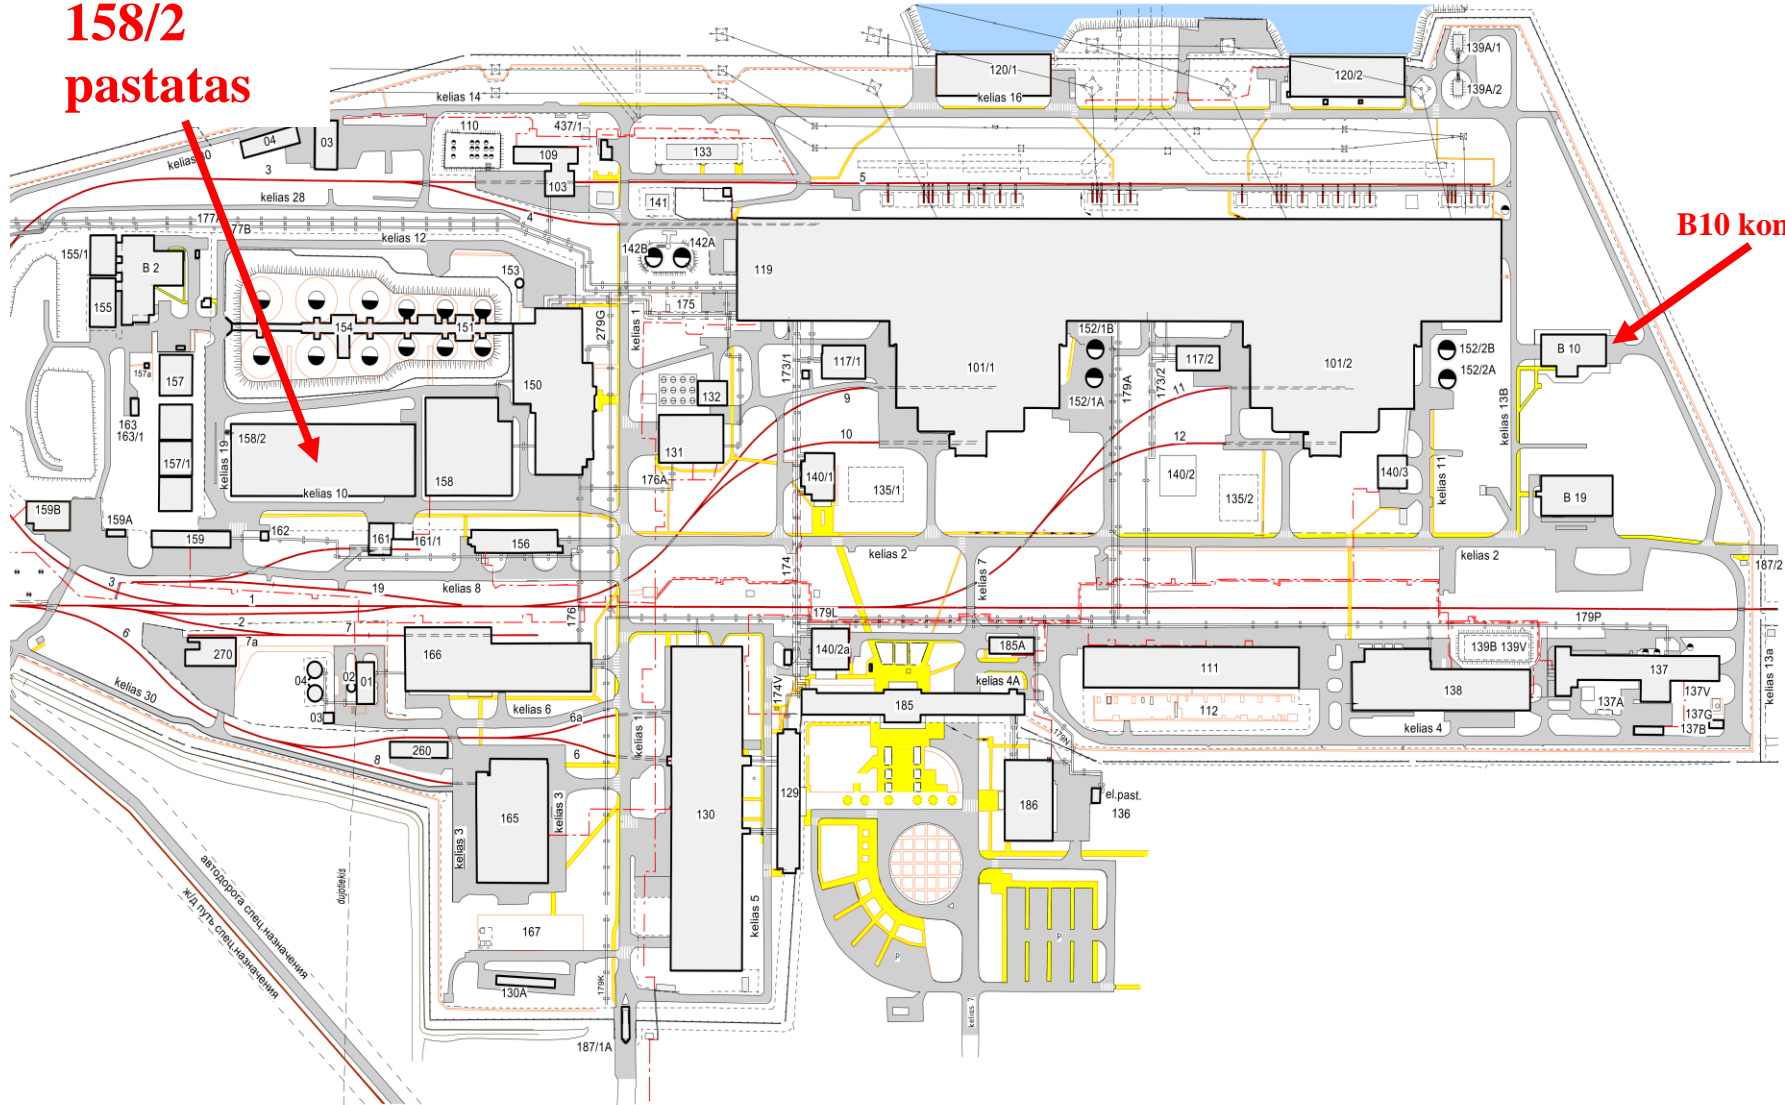 158/2
pastatas
B10 kon
120/1
120/2
139A/1
139A/2
kelias 14
kelias 16
110
437/1
04
03
109
133
kelias 30
3
103
5
kelias 28
141
4
177B
kelias 12
142B
142A
155/1
B 2
153
119
155
175
154
151
279G
kelias 1
152/1B
117/1
173/1
117/2
173/2
179A
101/1
101/2
152/2B
152/2A
B 10
157a
157
150
132
9
152/1A
11
kelias 13B
163
163/1
158/2
kelias 19
10
12
131
157/1
158
kelias 10
176A
140/1
135/1
140/2
135/2
140/3
kelias 11
B 19
159B
159A
159
162
161
161/1
156
kelias 2
kelias 2
187/2
3
19
kelias 8
174
kelias 7
1
176
179L
179P
2
7
6
7a
270
166
140/2a
185A
111
139B
139V
137
kelias 13a
04
02
01
kelias 30
kelias 4A
138
137V
137A
03
kelias 6
6a
kelias 1
174V
185
112
kelias 4
137G
137B
179N
260
6
8
165
kelias 3
kelias 3
130
129
186
el.past.
136
автодорога спец.назначения
ж/д путь спец.назначения
dujotiekis
kelias 5
167
P
P
130A
179K
kelias 7
187/1A